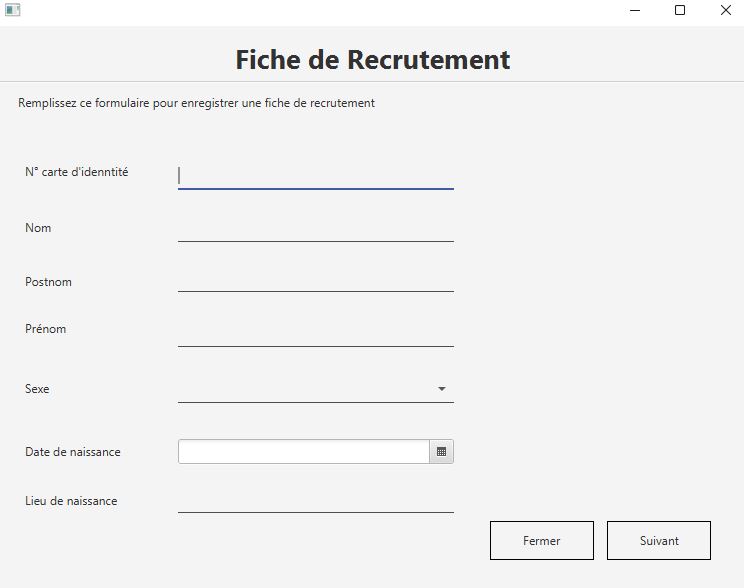 Fiche de Recrutement
Remplissez ce formulaire pour enregistrer une fiche de recrutement
N° carte d'idenntité
Nom
Postnom
Prénom
Sexe
Date de naissance
Lieu de naissance
Fermer
Suivant